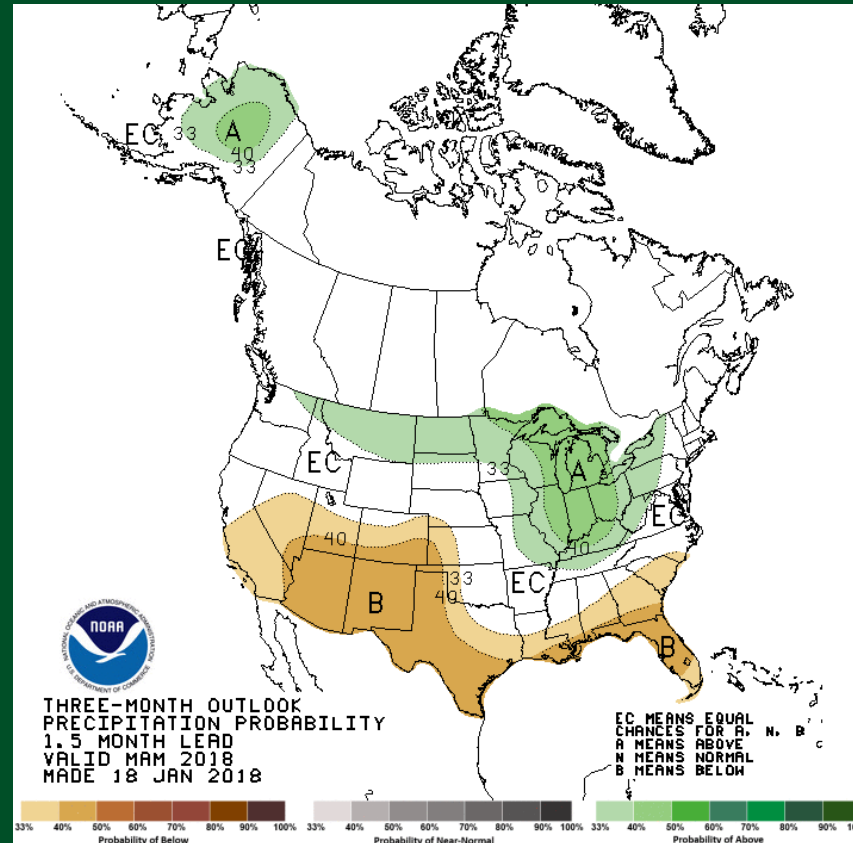 EC
33
A
40
33
EC
EC
33
A
EC
40
40
33
EC
40
B
B
NATIONAL OCEANIC AND ATMOSPHERIC ADMINISTRATION
NOAA
U.S. DEPARTMENT OF COMMERCE
THREE-MONTH OUTLOOK
PRECIPITATION PROBABILITY
1.5 MONTH LEAD
VALID MAM 2018
MADE 18 JAN 2018
EC MEANS EQUAL
CHANCES FOR A, N, B
A MEANS ABOVE
N MEANS NORMAL
B MEANS BELOW
33% 40% 50% 60% 70% 80% 90% 100%
Probability of Below
33% 40% 50% 60% 70% 80% 90% 100%
Probability of Near-Normal
33% 40% 50% 60% 70% 80% 90%
Probability of Above